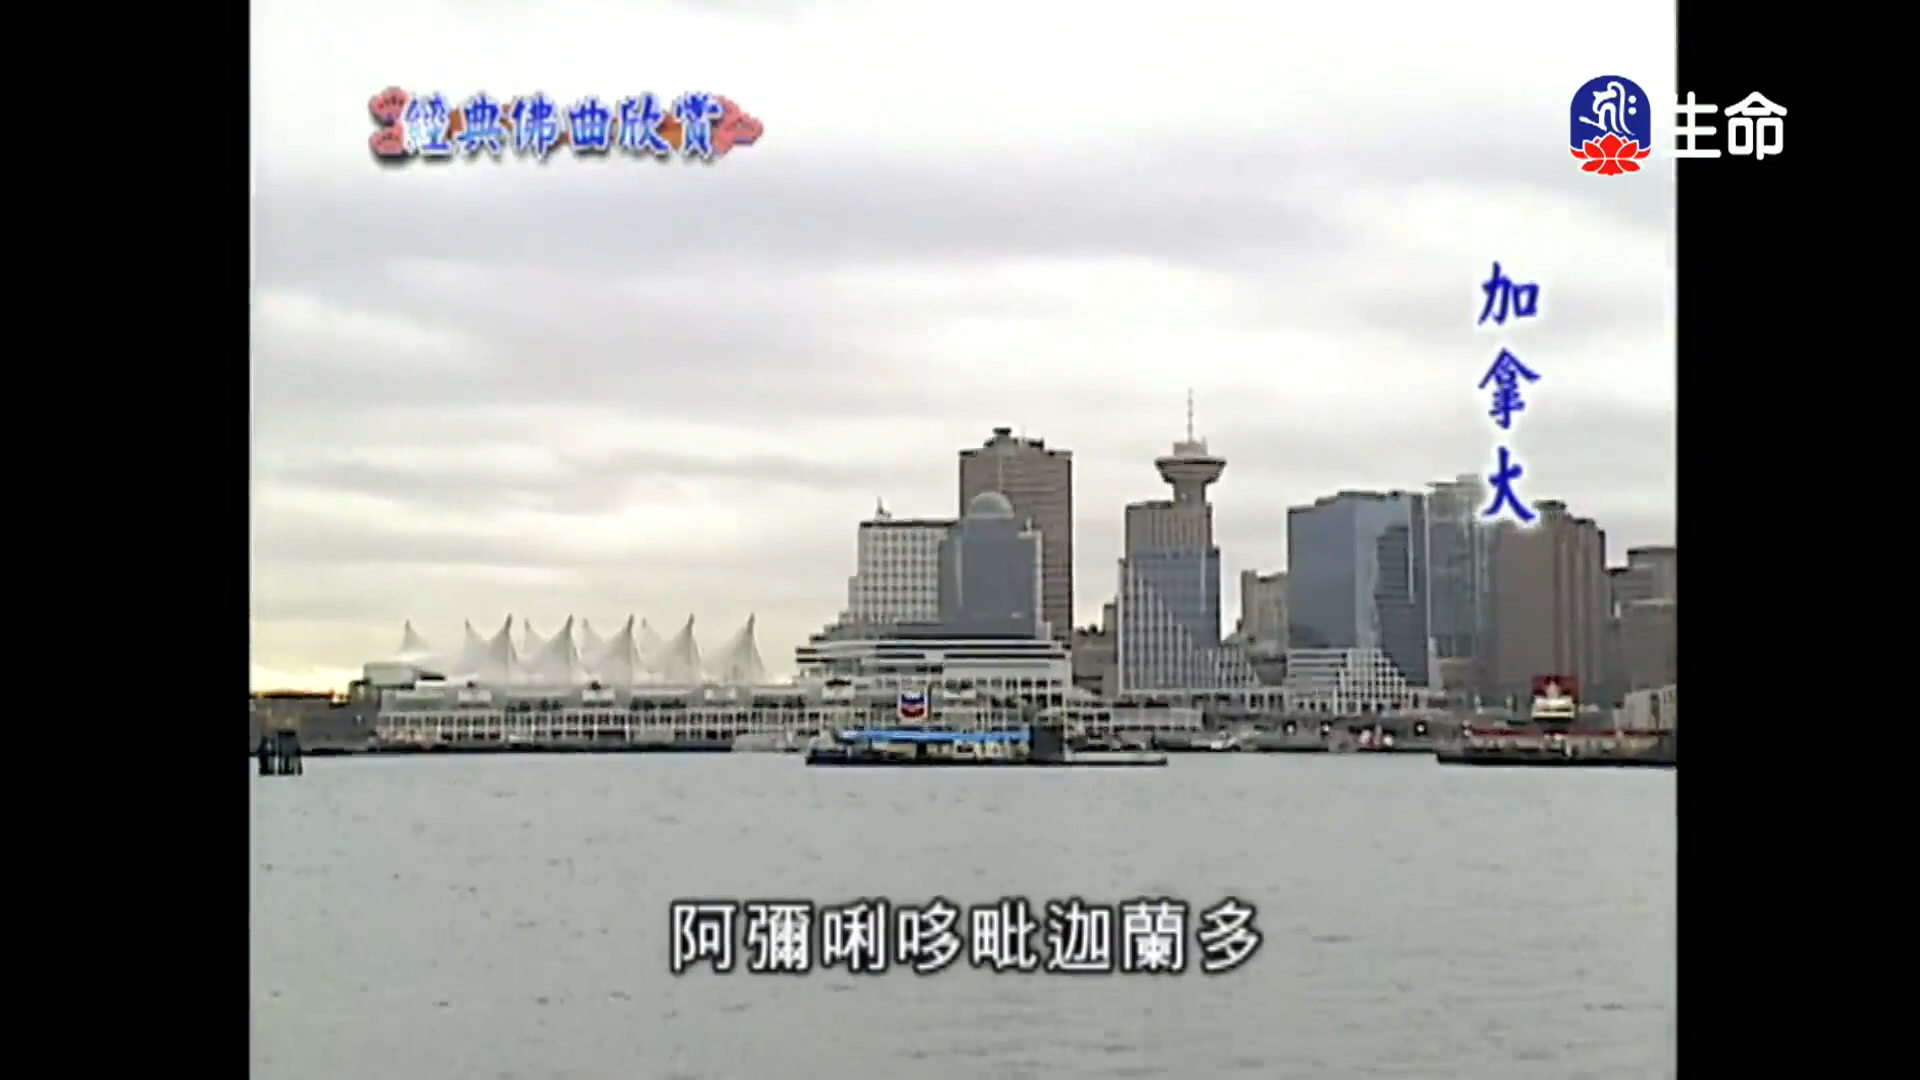 經典佛曲欣賞
生命
加拿大
阿彌唎哆毗迦蘭多